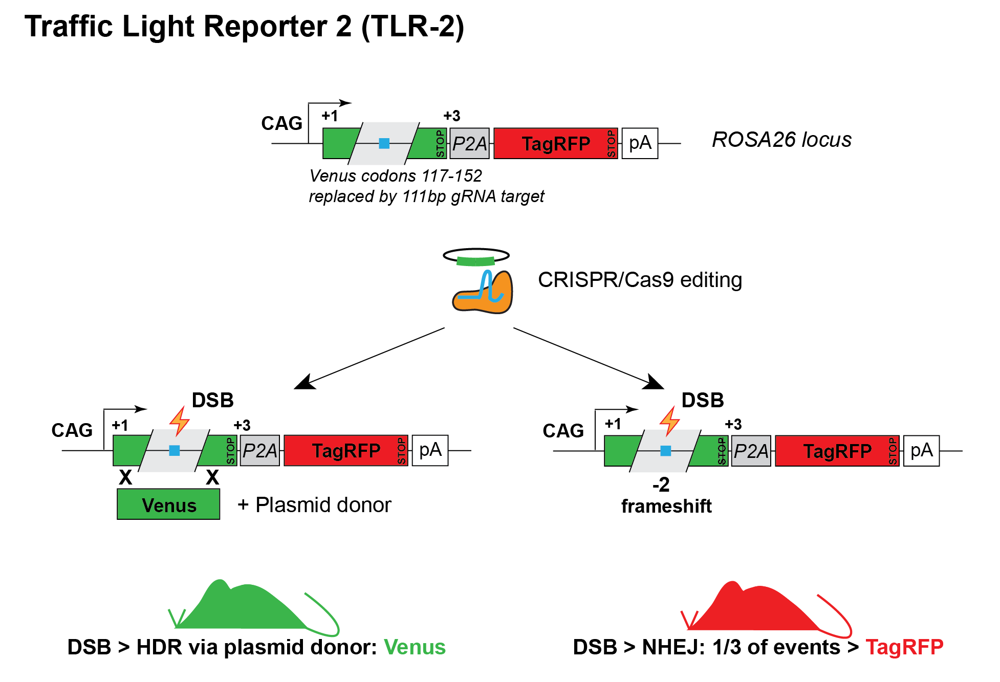 Traffic Light Reporter 2 (TLR-2)
CAG
+1
+3
STOP
P2A
TagRFP
STOP
pA
ROSA26 locus
Venus codons 117-152
replaced by 111bp gRNA target
CRISPR/Cas9 editing
DSB
CAG
+1
+3
STOP
P2A
TagRFP
STOP
pA
X
X
Venus
+ Plasmid donor
DSB
CAG
+1
+3
STOP
P2A
TagRFP
STOP
pA
-2
frameshift
DSB > HDR via plasmid donor: Venus
DSB > NHEJ: 1/3 of events > TagRFP